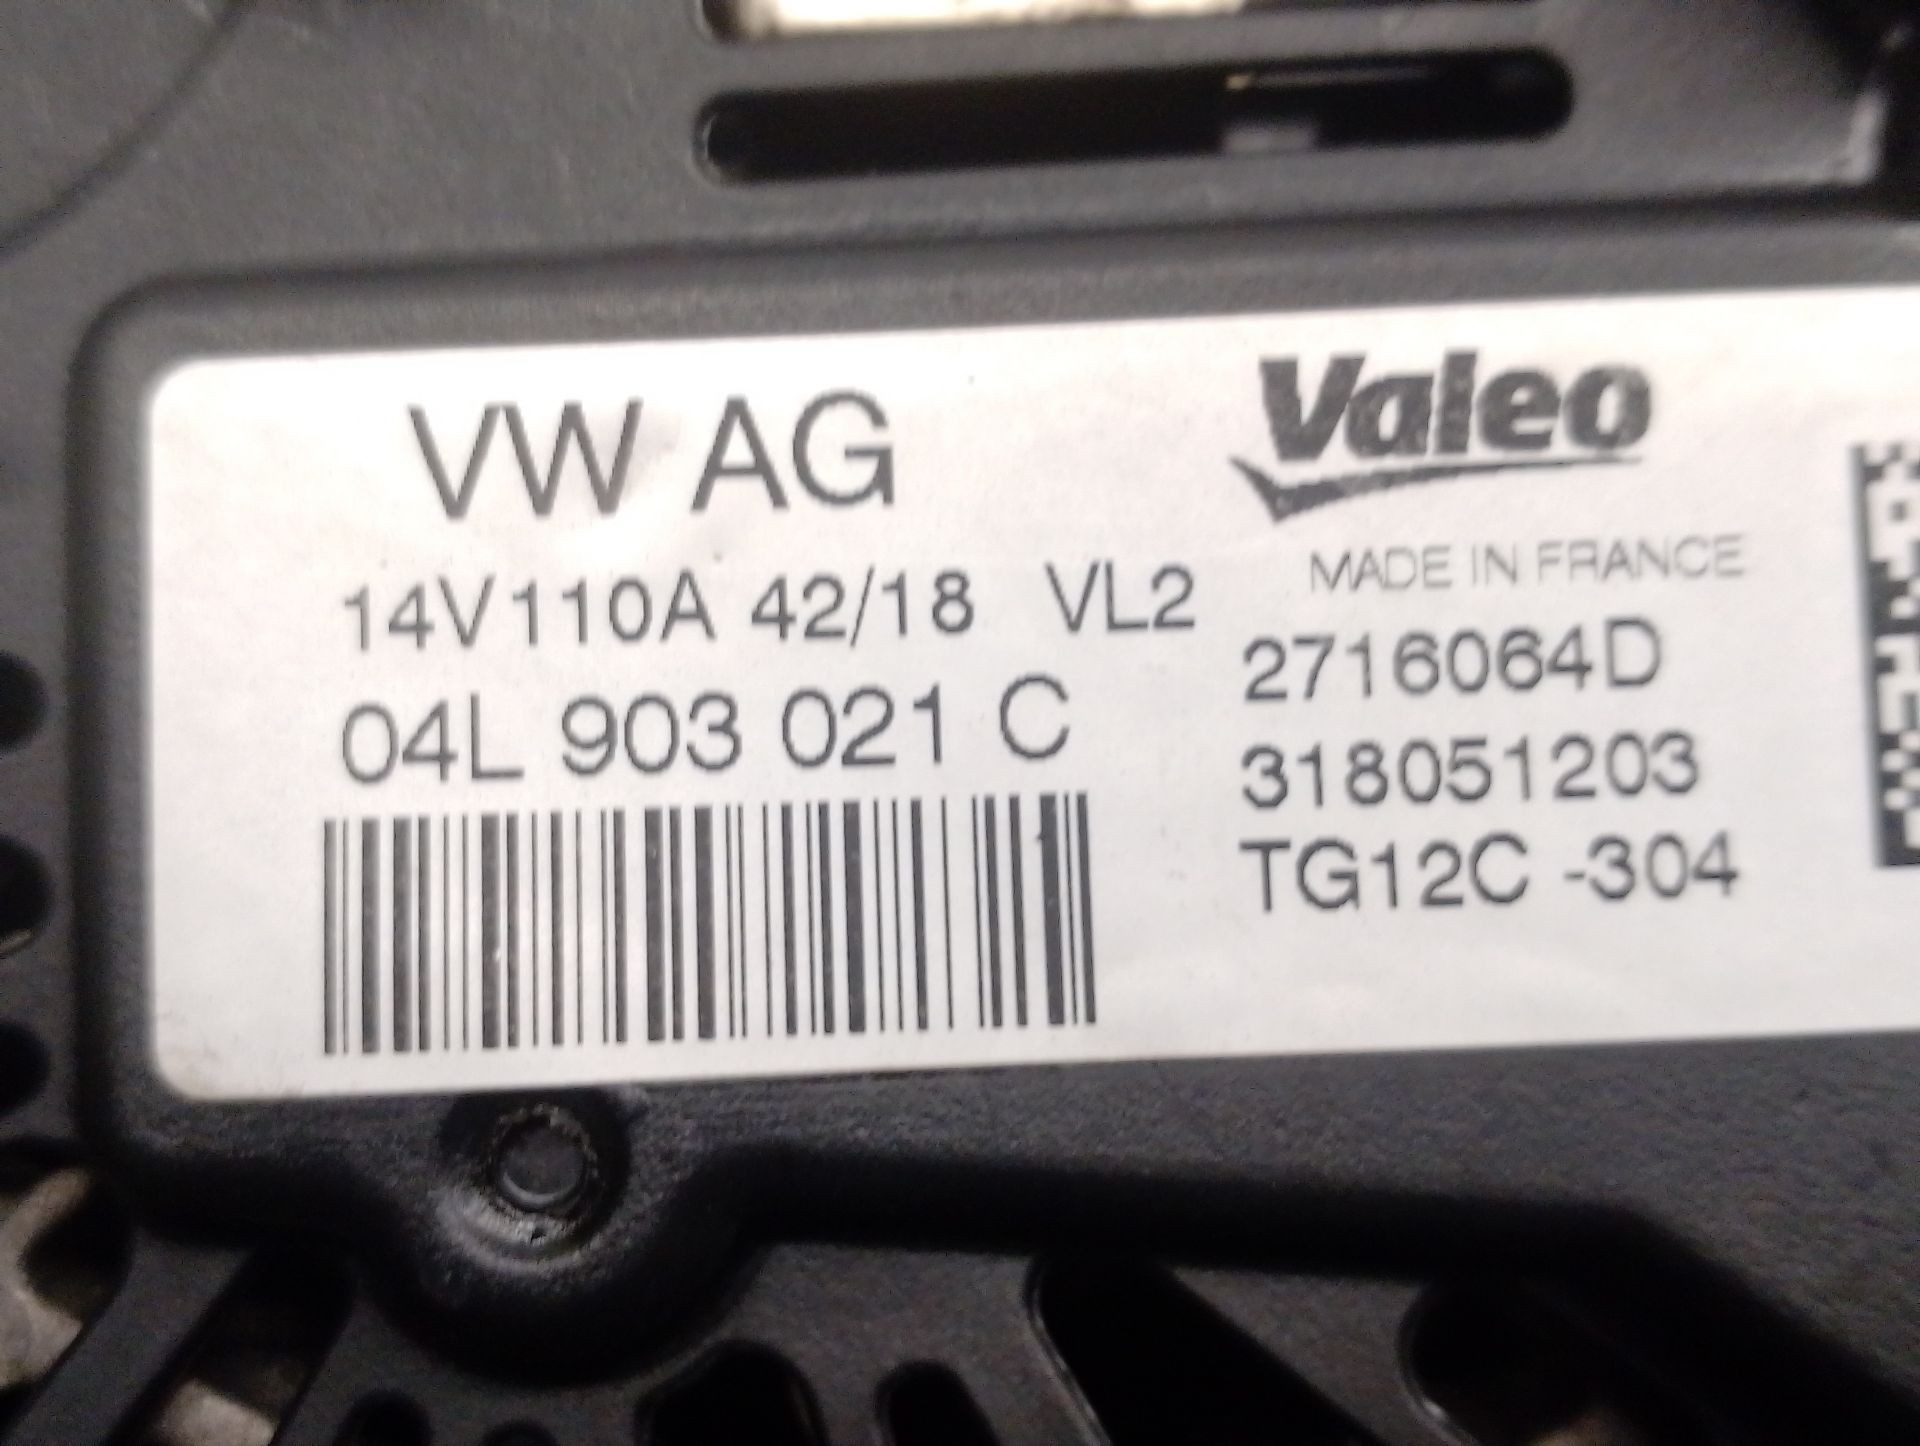 VW AG
14V110A 42/18 VL2
04L 903 021 C
Valeo
MADE IN FRANCE
2716064D
318051203
TG12C -304